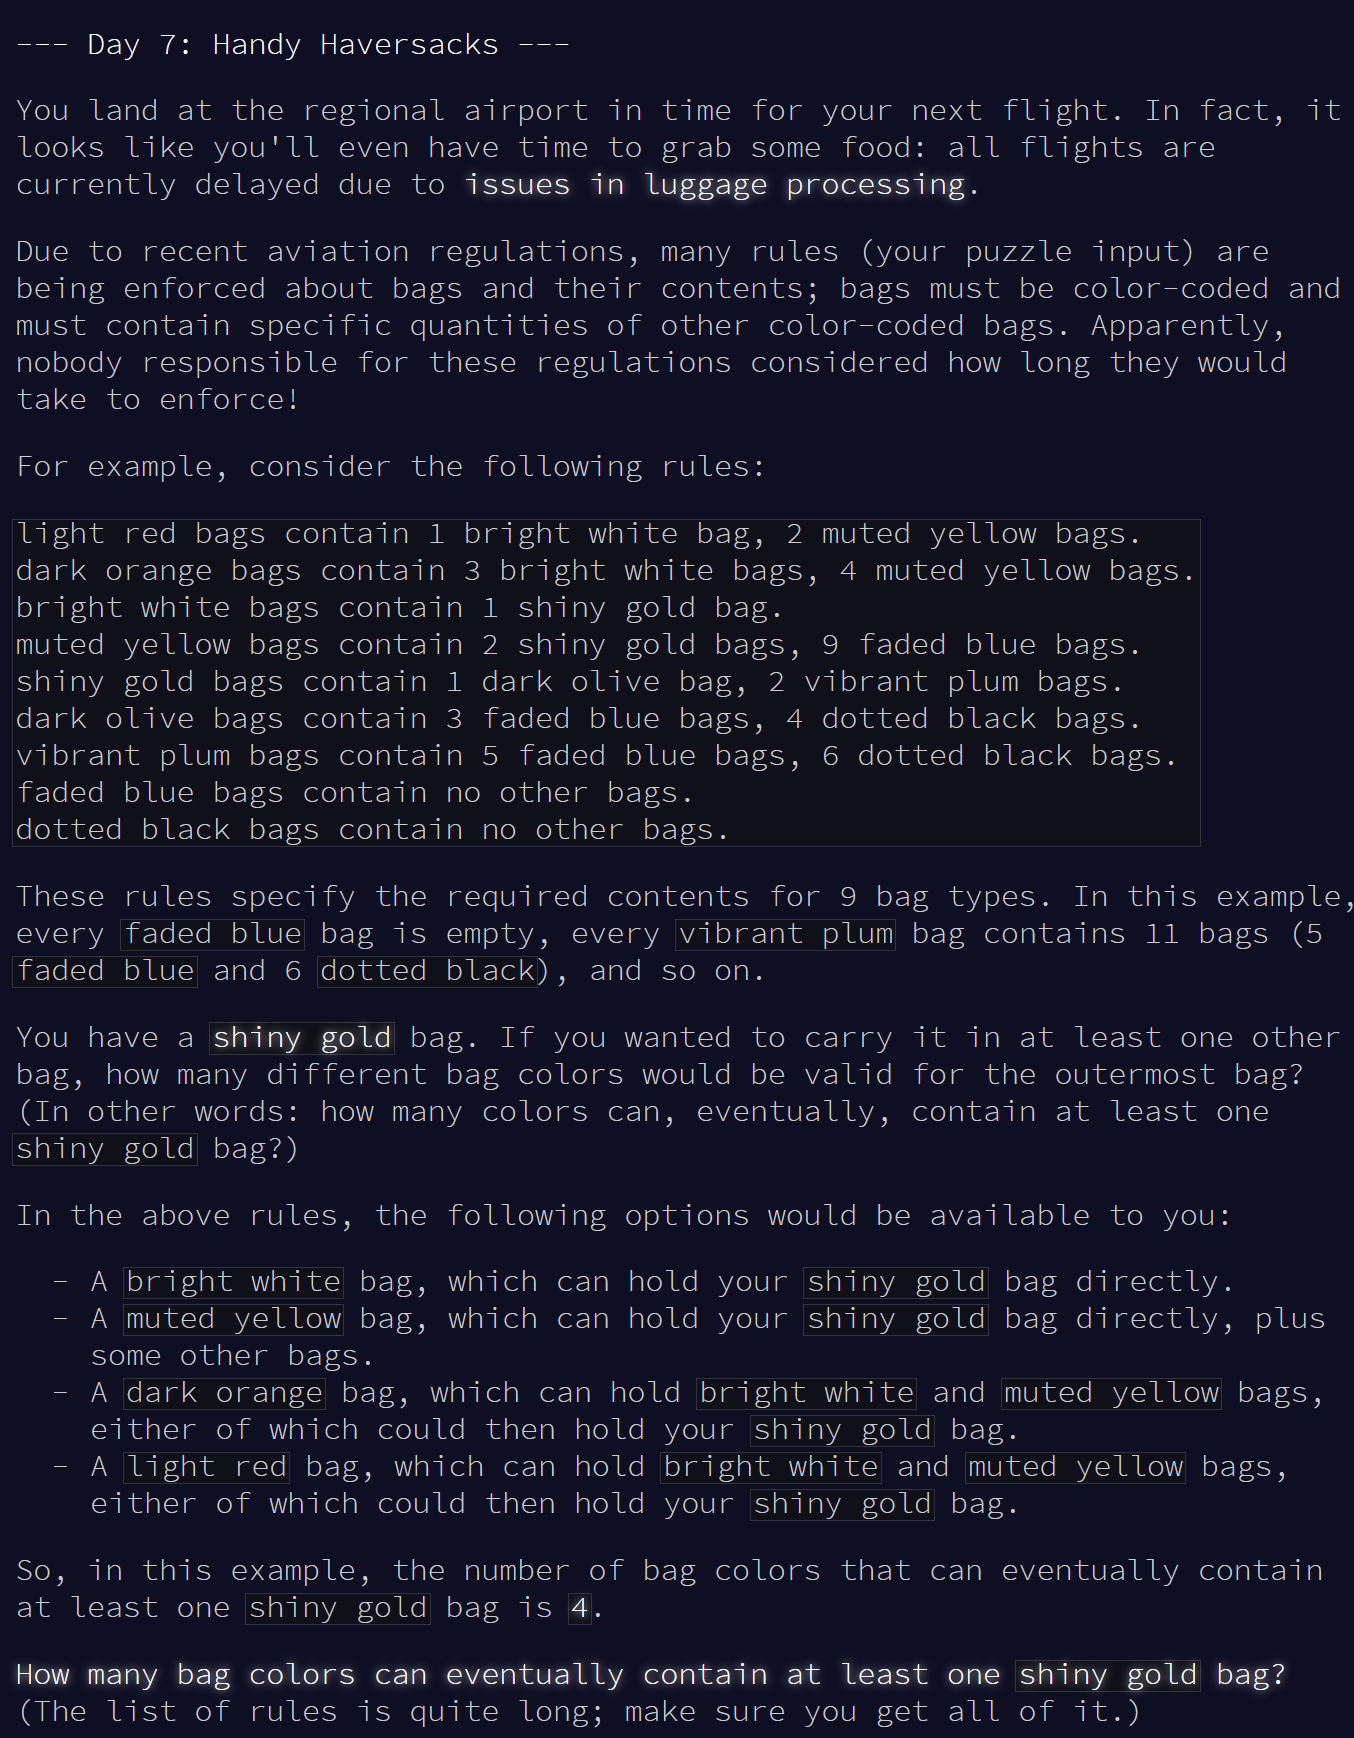 --- Day 7: Handy Haversacks ---
You land at the regional airport in time for your next flight. In fact, it
looks like you'll even have time to grab some food: all flights are
currently delayed due to issues in luggage processing.
Due to recent aviation regulations, many rules (your puzzle input) are
being enforced about bags and their contents; bags must be color-coded and
must contain specific quantities of other color-coded bags. Apparently,
nobody responsible for these regulations considered how long they would
take to enforce!
For example, consider the following rules:
light red bags contain 1 bright white bag, 2 muted yellow bags.
dark orange bags contain 3 bright white bags, 4 muted yellow bags.
bright white bags contain 1 shiny gold bag.
muted yellow bags contain 2 shiny gold bags, 9 faded blue bags.
shiny gold bags contain 1 dark olive bag, 2 vibrant plum bags.
dark olive bags contain 3 faded blue bags, 4 dotted black bags.
vibrant plum bags contain 5 faded blue bags, 6 dotted black bags.
faded blue bags contain no other bags.
dotted black bags contain no other bags.
These rules specify the required contents for 9 bag types. In this example,
every faded blue bag is empty, every vibrant plum bag contains 11 bags (5
faded blue and 6 dotted black), and so on.
You have a shiny gold bag. If you wanted to carry it in at least one other
bag, how many different bag colors would be valid for the outermost bag?
(In other words: how many colors can, eventually, contain at least one
shiny gold bag?)
In the above rules, the following options would be available to you:
- A bright white bag, which can hold your shiny gold bag directly.
- A muted yellow bag, which can hold your shiny gold bag directly, plus
some other bags.
- A dark orange bag, which can hold bright white and muted yellow bags,
either of which could then hold your shiny gold bag.
- A light red bag, which can hold bright white and muted yellow bags,
either of which could then hold your shiny gold bag.
So, in this example, the number of bag colors that can eventually contain
at least one shiny gold bag is 4.
How many bag colors can eventually contain at least one shiny gold bag?
(The list of rules is quite long; make sure you get all of it.)